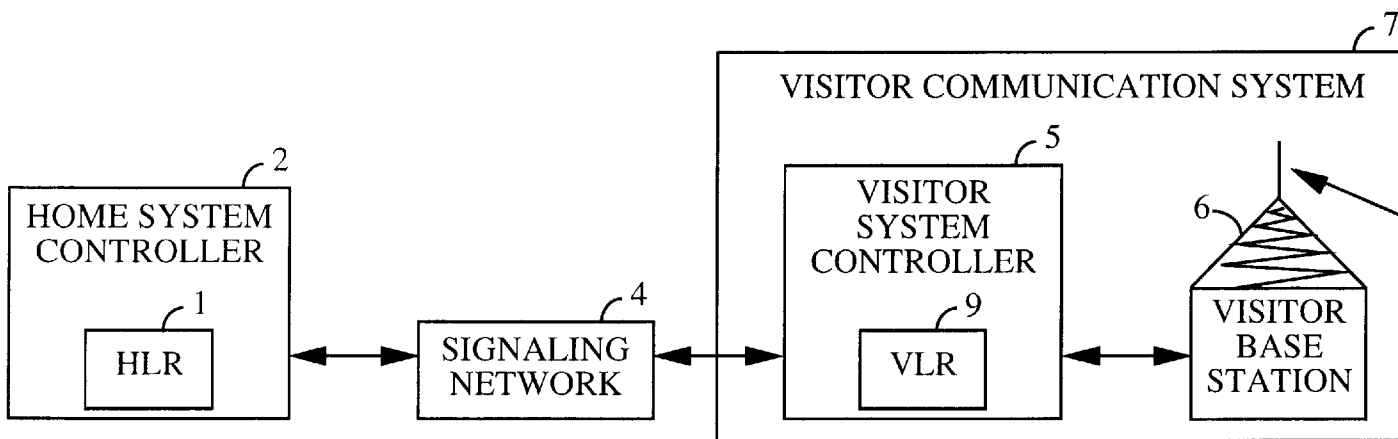 7
VISITOR COMMUNICATION SYSTEM
2
HOME SYSTEM
CONTROLLER
1
HLR
4
SIGNALING
NETWORK
5
VISITOR
SYSTEM
CONTROLLER
9
VLR
6
VISITOR
BASE
STATION